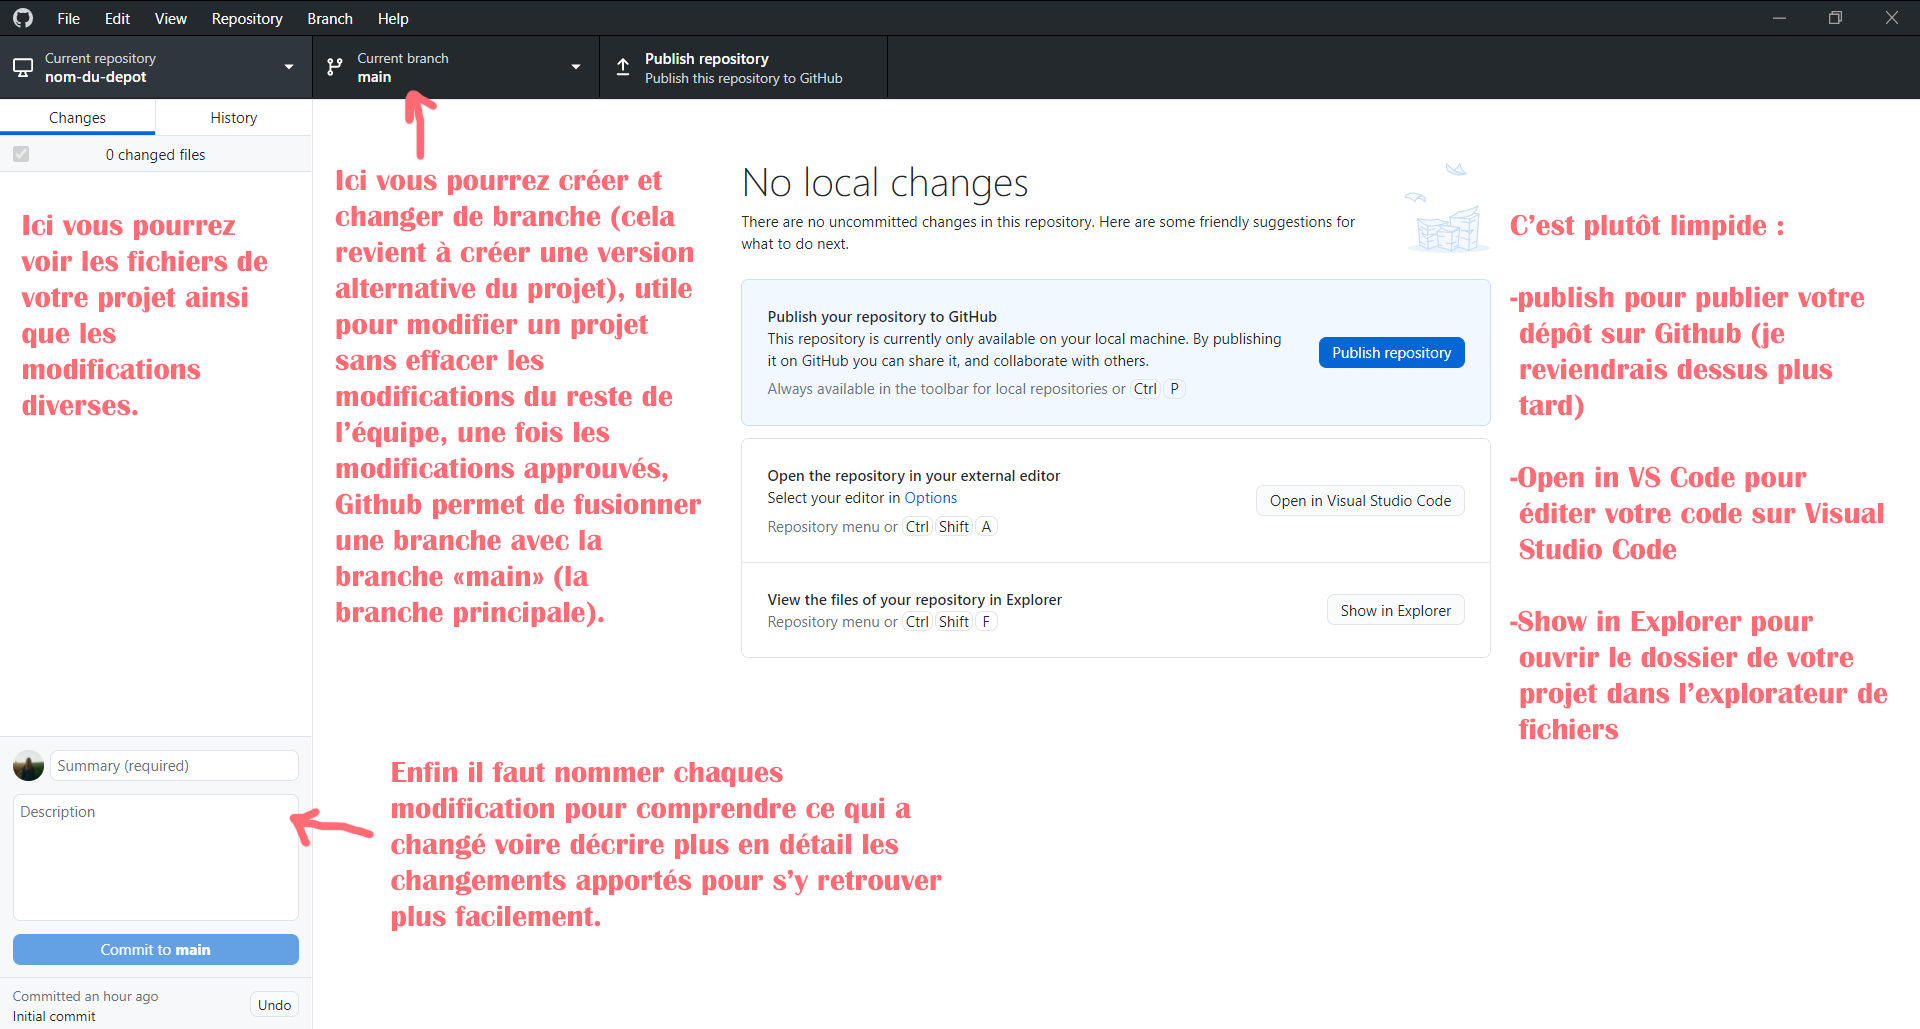 File Edit View Repository Branch Help
Current repository
nom-du-depot
Current branch
main
Publish repository
Publish this repository to GitHub
Changes
History
0 changed files
Ici vous pourrez
voir les fichiers de
votre projet ainsi
que les
modifications
diverses.
Ici vous pourrez créer et
changer de branche (cela
revient à créer une version
alternative du projet), utile
pour modifier un projet
sans effacer les
modifications du reste de
l’équipe, une fois les
modifications approuvés,
Github permet de fusionner
une branche avec la
branche «main» (la
branche principale).
No local changes
There are no uncommitted changes in this repository. Here are some friendly suggestions for
what to do next.
Publish your repository to GitHub
This repository is currently only available on your local machine. By publishing
it on GitHub you can share it, and collaborate with others.
Always available in the toolbar for local repositories or Ctrl P
Publish repository
Open the repository in your external editor
Select your editor in Options
Repository menu or Ctrl Shift A
Open in Visual Studio Code
View the files of your repository in Explorer
Repository menu or Ctrl Shift F
Show in Explorer
C’est plutôt limpide :
-publish pour publier votre
dépôt sur Github (je
reviendrais dessus plus
tard)
-Open in VS Code pour
éditer votre code sur Visual
Studio Code
-Show in Explorer pour
ouvrir le dossier de votre
projet dans l’explorateur de
fichiers
Summary (required)
Description
Commit to main
Committed an hour ago
Initial commit
Undo
Enfin il faut nommer chaques
modification pour comprendre ce qui a
changé voire décrire plus en détail les
changements apportés pour s’y retrouver
plus facilement.